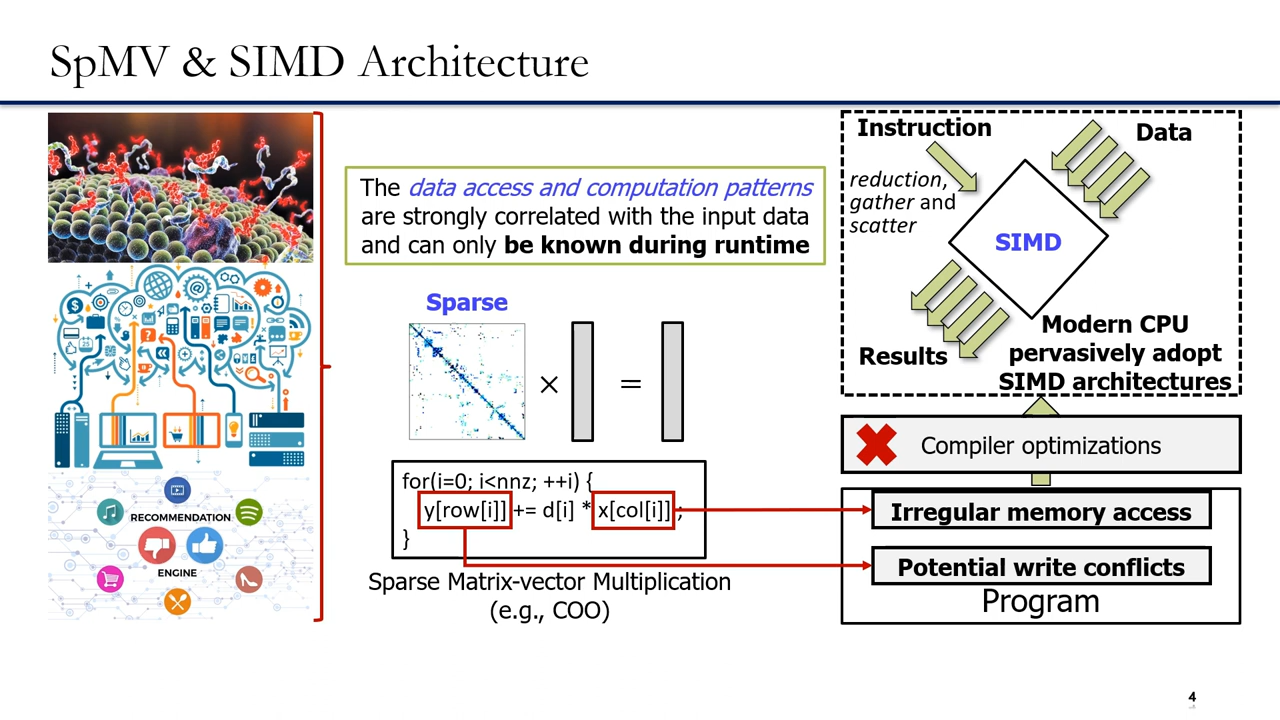 SpMV & SIMD Architecture
RECOMMENDATION
ENGINE
The data access and computation patterns
are strongly correlated with the input data
and can only be known during runtime
Sparse
× =
for(i=0; i<nnz; ++i) {
y[row[i]] += d[i] * x[col[i]] ;
}
Sparse Matrix-vector Multiplication
(e.g., COO)
Instruction
Data
reduction,
gather and
scatter
SIMD
Results
Modern CPU
pervasively adopt
SIMD architectures
Compiler optimizations
Irregular memory access
Potential write conflicts
Program
4